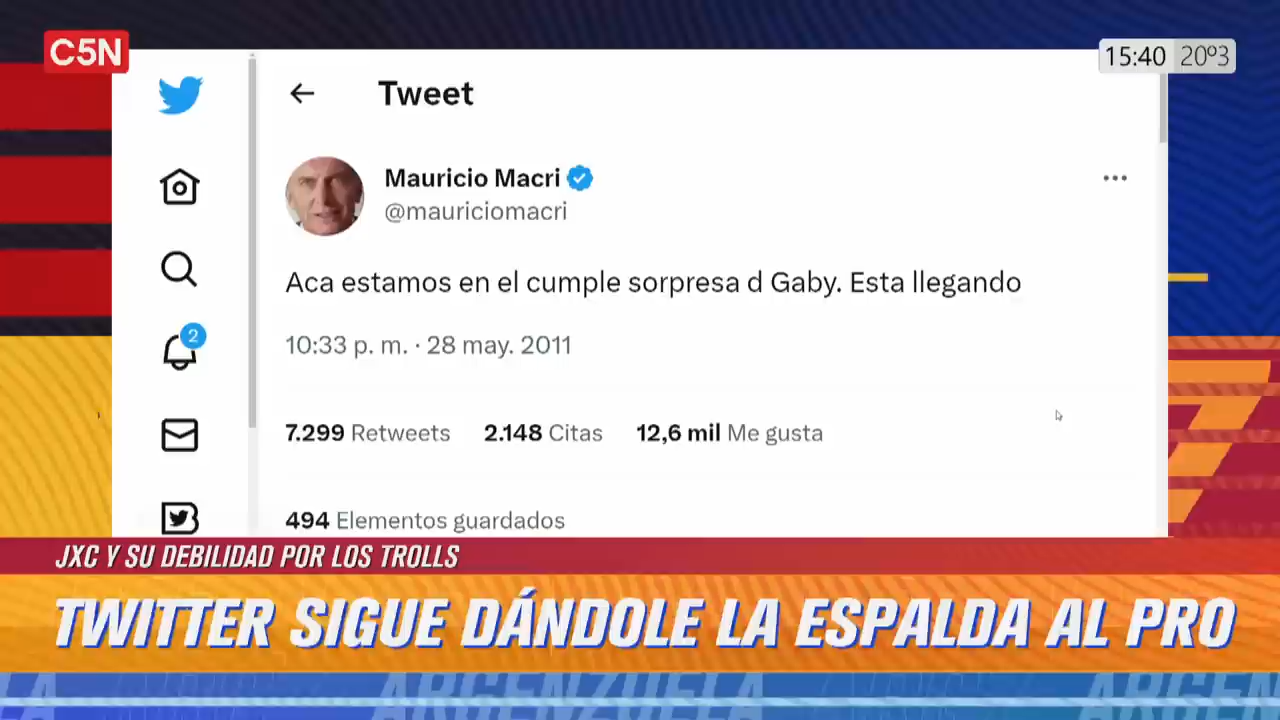 C5N
15:40 20º3
Tweet
Mauricio Macri
@mauriciomacri
Aca estamos en el cumple sorpresa d Gaby. Esta llegando
10:33 p. m. · 28 may. 2011
2
7.299 Retweets 2.148 Citas 12,6 mil Me gusta
494 Elementos guardados
JXC Y SU DEBILIDAD POR LOS TROLLS
TWITTER SIGUE DÁNDOLE LA ESPALDA AL PRO
ARGENZUELA